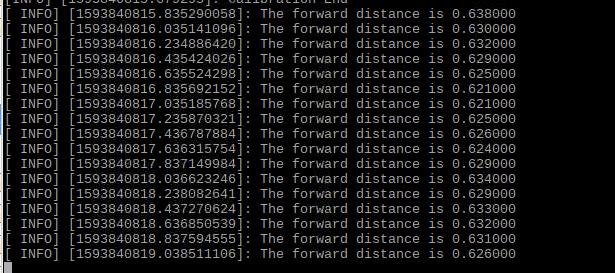 [INFO] [1593840815.679253]: Calibration End
[ INFO] [1593840815.835290058]: The forward distance is 0.638000
[ INFO] [1593840816.035141096]: The forward distance is 0.630000
[ INFO] [1593840816.234886420]: The forward distance is 0.632000
[ INFO] [1593840816.435424026]: The forward distance is 0.629000
[ INFO] [1593840816.635524298]: The forward distance is 0.625000
[ INFO] [1593840816.835692152]: The forward distance is 0.621000
[ INFO] [1593840817.035185768]: The forward distance is 0.621000
[ INFO] [1593840817.235870321]: The forward distance is 0.625000
[ INFO] [1593840817.436787884]: The forward distance is 0.626000
[ INFO] [1593840817.636315754]: The forward distance is 0.624000
[ INFO] [1593840817.837149984]: The forward distance is 0.629000
[ INFO] [1593840818.036623246]: The forward distance is 0.634000
[ INFO] [1593840818.238082641]: The forward distance is 0.629000
[ INFO] [1593840818.437270624]: The forward distance is 0.633000
[ INFO] [1593840818.636850539]: The forward distance is 0.632000
[ INFO] [1593840818.837594555]: The forward distance is 0.631000
[ INFO] [1593840819.038511106]: The forward distance is 0.626000